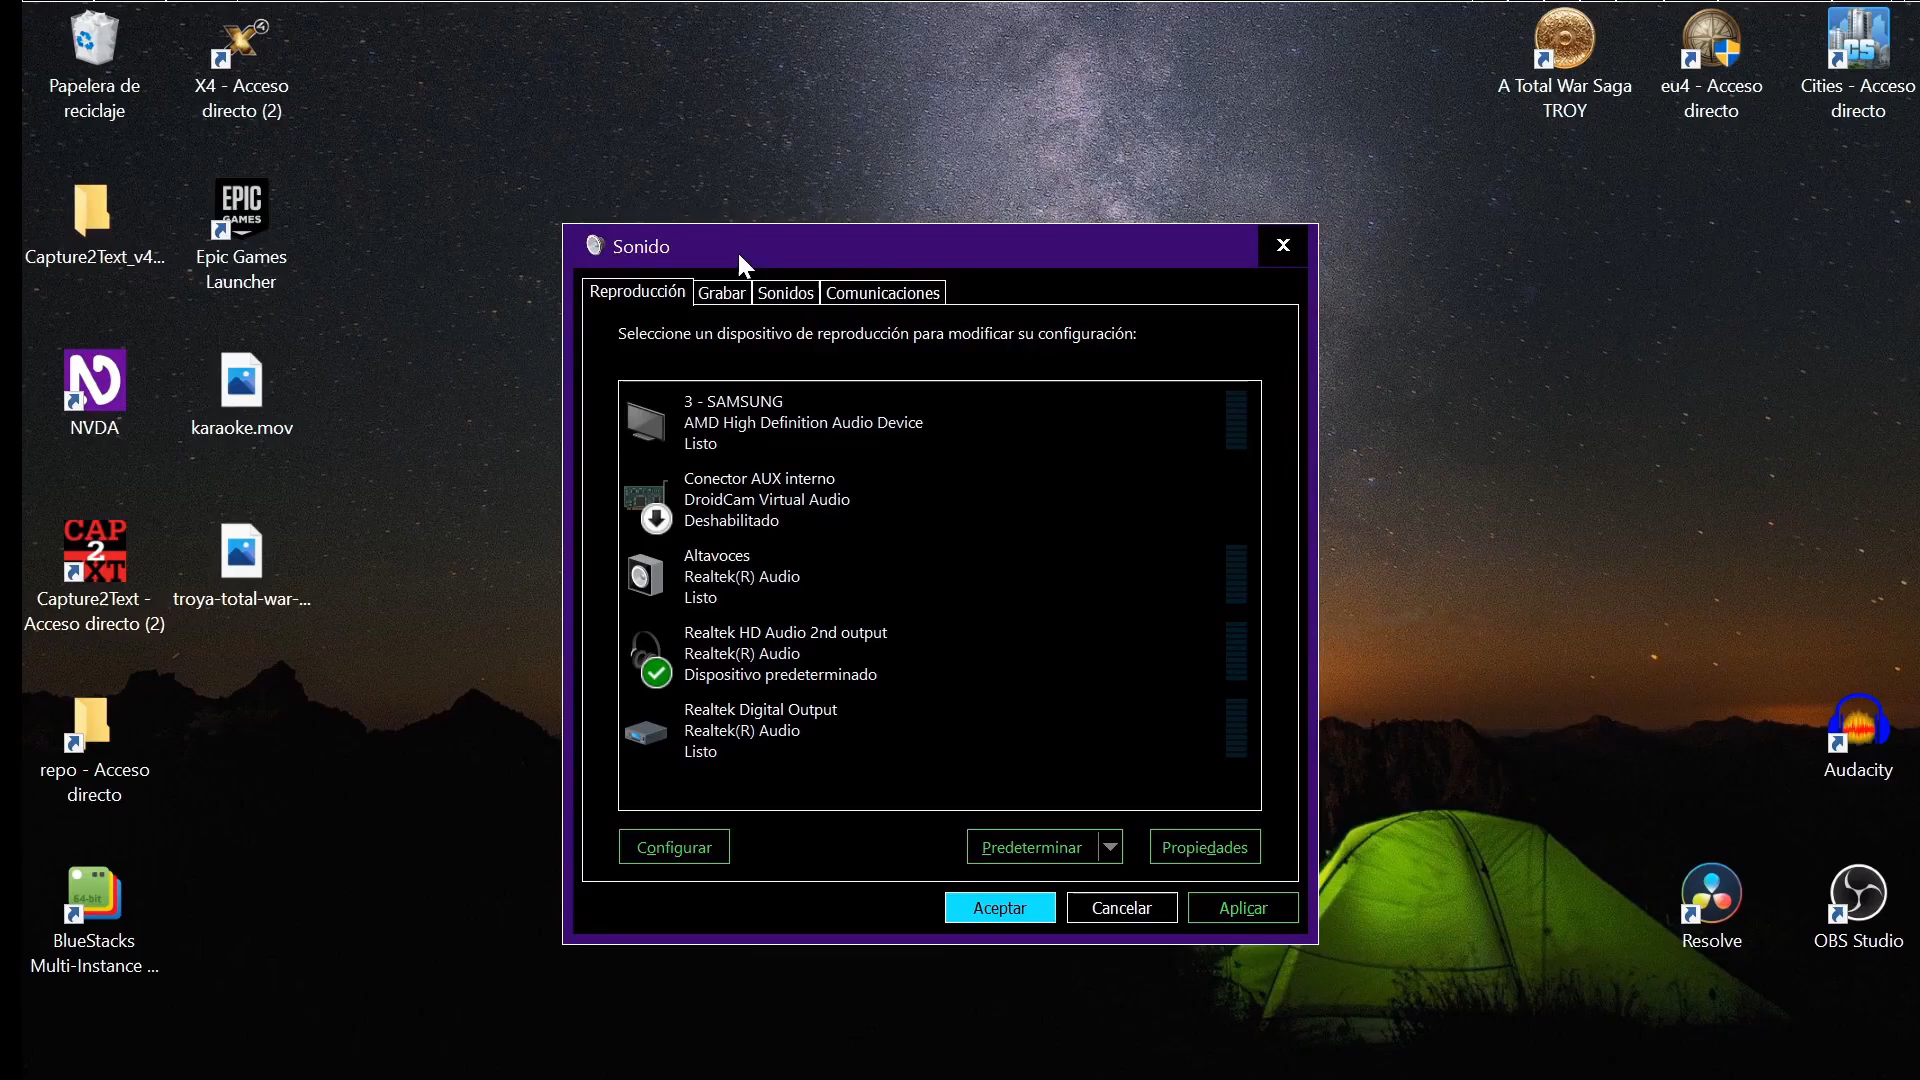 Papelera de
reciclaje
X4 - Acceso
directo (2)
A Total War Saga
TROY
eu4 - Acceso
directo
CS
Cities - Acceso
directo
Capture2Text_v4...
EPIC
GAMES
Epic Games
Launcher
NVDA
karaoke.mov
CAP
2
TXT
Capture2Text -
Acceso directo (2)
troya-total-war-...
repo - Acceso
directo
64-bit
BlueStacks
Multi-Instance ...
Sonido
Reproducción
Grabar
Sonidos
Comunicaciones
Seleccione un dispositivo de reproducción para modificar su configuración:
3 - SAMSUNG
AMD High Definition Audio Device
Listo
Conector AUX interno
DroidCam Virtual Audio
Deshabilitado
Altavoces
Realtek(R) Audio
Listo
Realtek HD Audio 2nd output
Realtek(R) Audio
Dispositivo predeterminado
Realtek Digital Output
Realtek(R) Audio
Listo
Configurar
Predeterminar
Propiedades
Aceptar
Cancelar
Aplicar
Audacity
Resolve
OBS Studio